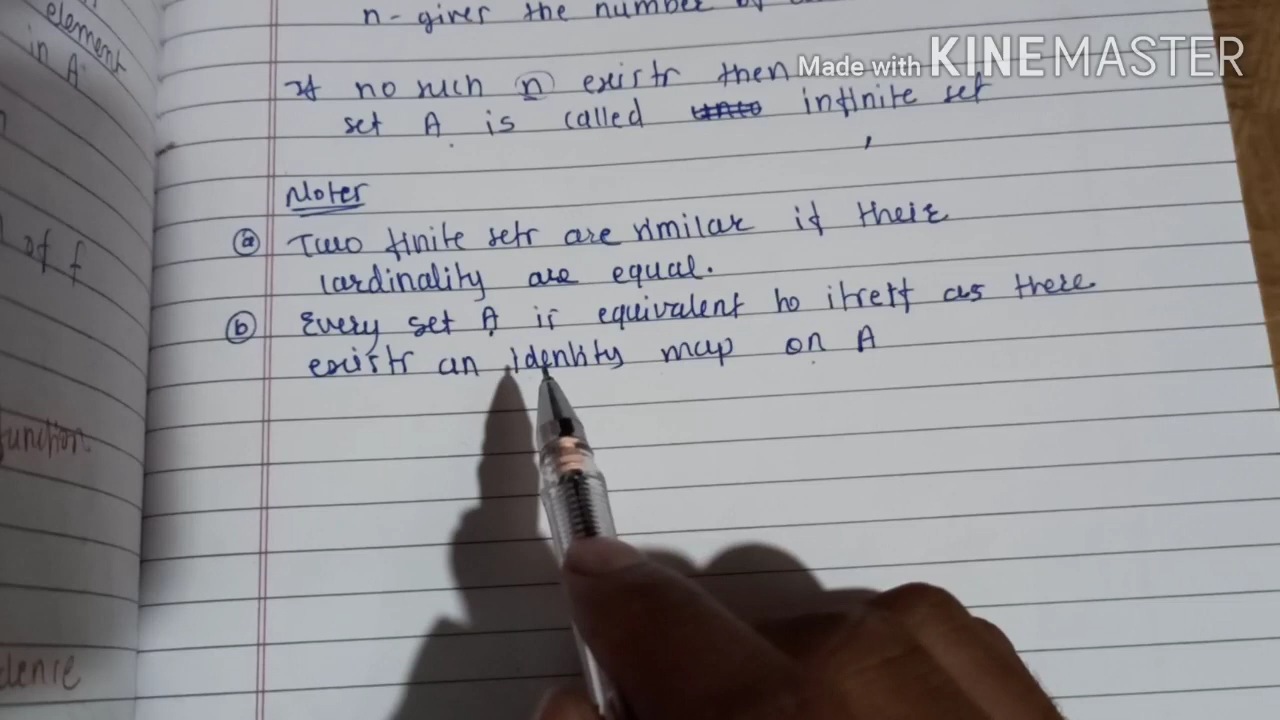 element
in A
of f
function
n - gives the number of
If no such n exists then
set A is called infinite set
Made with KINEMASTER
Notes
(a) Two finite sets are similar if their
cardinality are equal.
(b) Every set A is equivalent to itself as there
exists an identity map on A